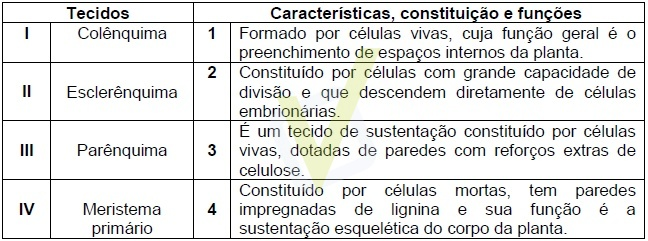 Tecidos Características, constituição e funções
I Colênquima 1 Formado por células vivas, cuja função geral é o
preenchimento de espaços internos da planta.
II Esclerênquima 2 Constituído por células com grande capacidade de
divisão e que descendem diretamente de células
embrionárias.
III Parênquima 3 É um tecido de sustentação constituído por células
vivas, dotadas de paredes com reforços extras de
celulose.
IV Meristema primário 4 Constituído por células mortas, tem paredes
impregnadas de lignina e sua função é a
sustentação esquelética do corpo da planta.